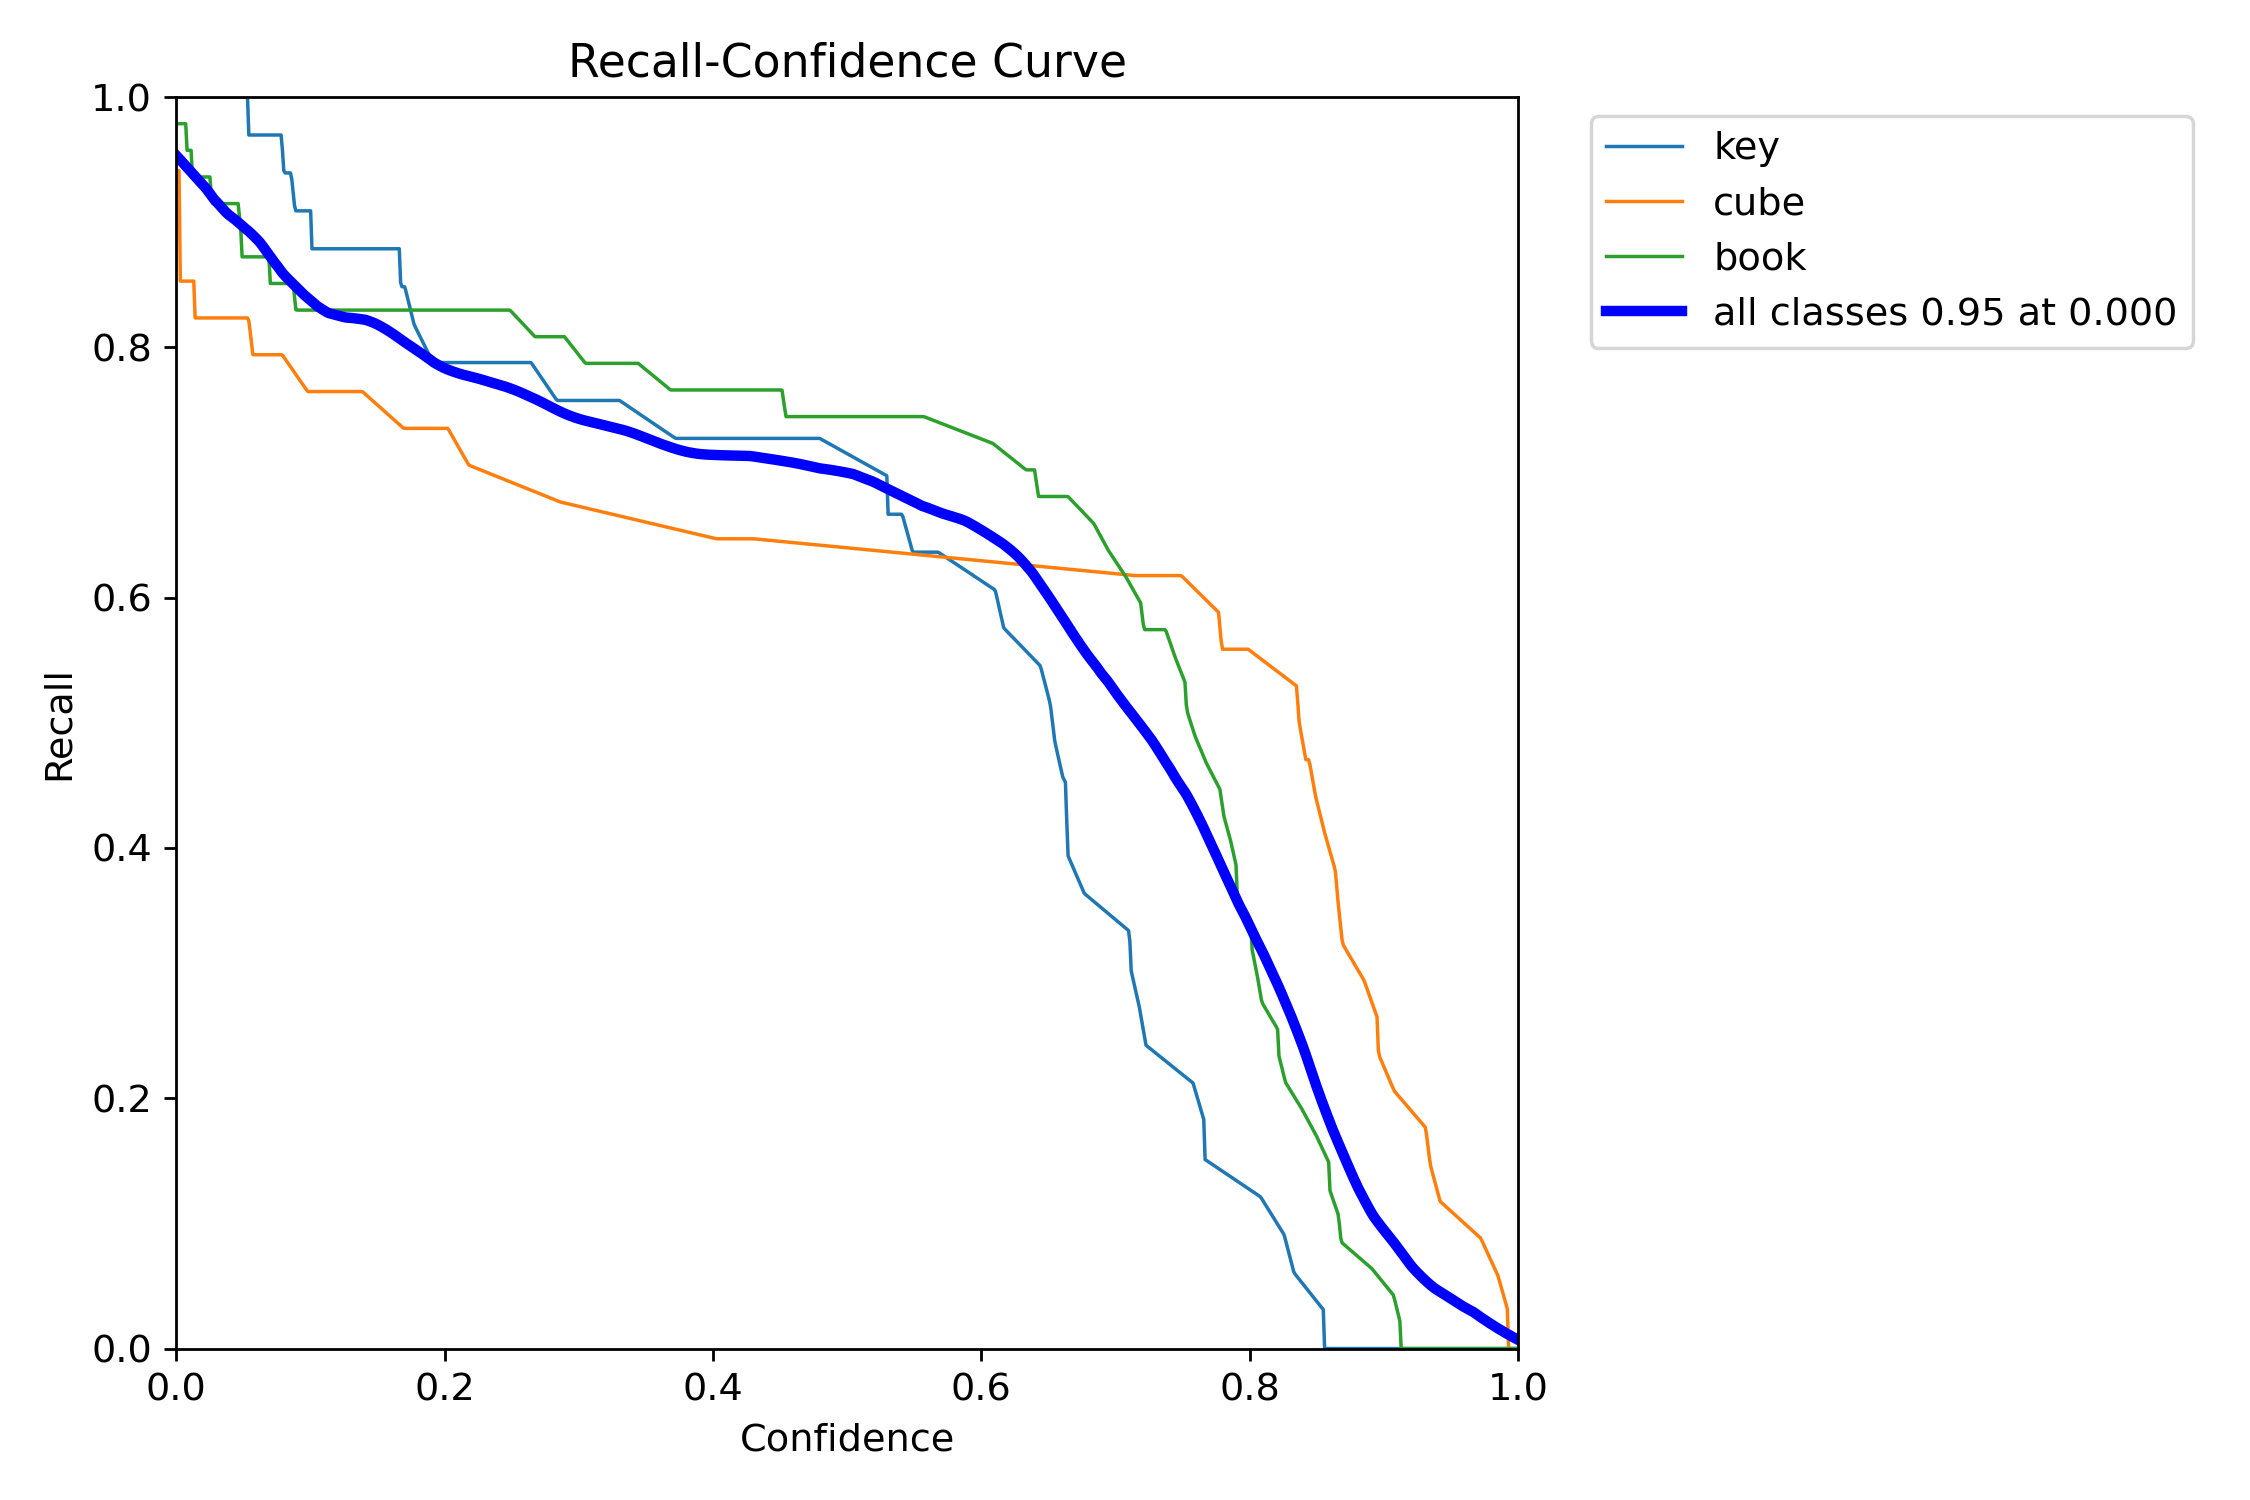 Recall-Confidence Curve
1.0
0.8
0.6
0.4
0.2
0.0
Recall
0.0 0.2 0.4 0.6 0.8 1.0
Confidence
key
cube
book
all classes 0.95 at 0.000